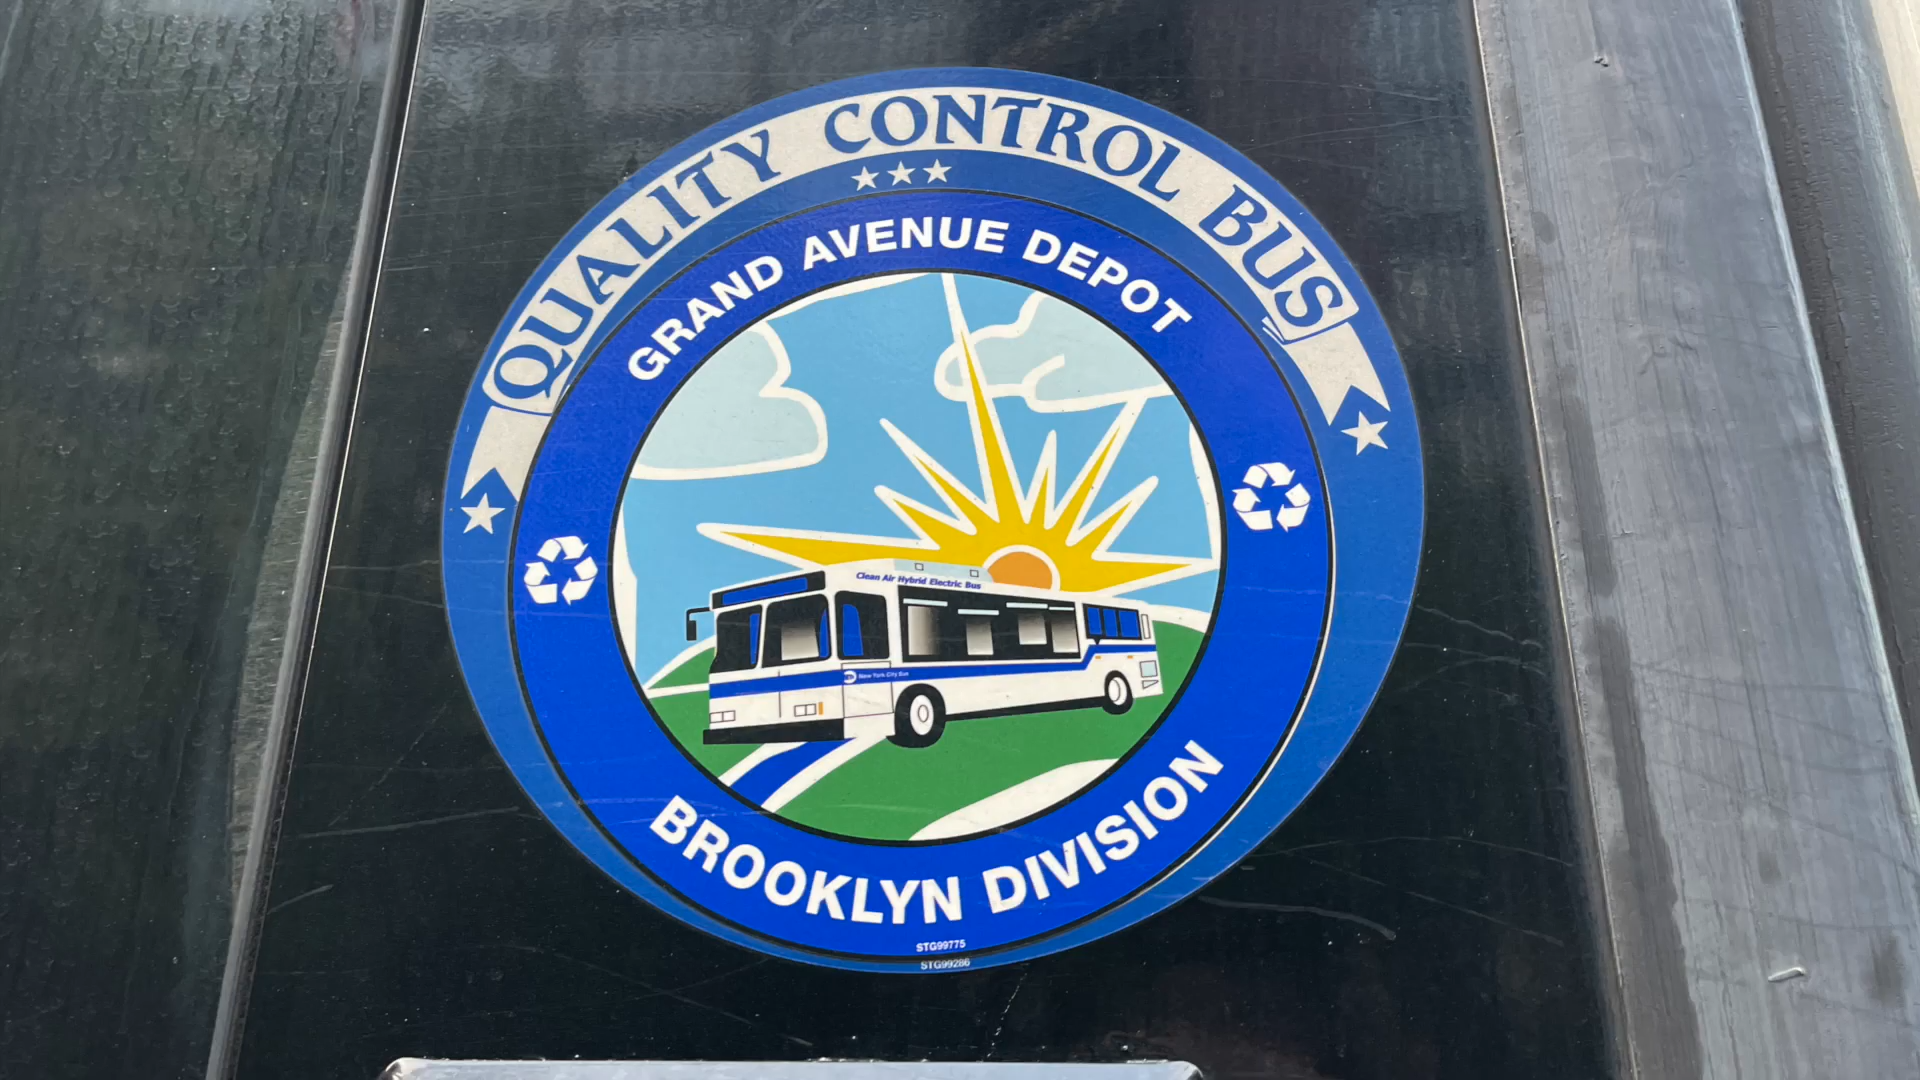 QUALITY CONTROL BUS
GRAND AVENUE DEPOT
Clean Air Hybrid Electric Bus
New York City Bus
BROOKLYN DIVISION
STG99775
STG99286